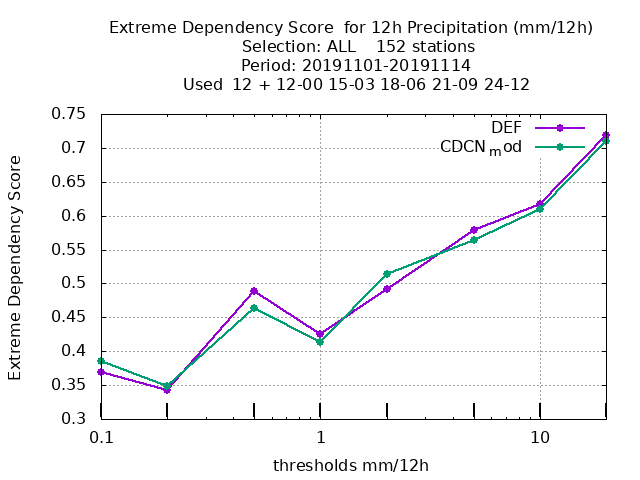 Extreme Dependency Score  for 12h Precipitation (mm/12h)
Selection: ALL    152 stations
Period: 20191101-20191114
Used  12 + 12-00 15-03 18-06 21-09 24-12
DEF
CDCN_mod
Extreme Dependency Score
0.75
0.7
0.65
0.6
0.55
0.5
0.45
0.4
0.35
0.3
0.1
1
10
thresholds mm/12h